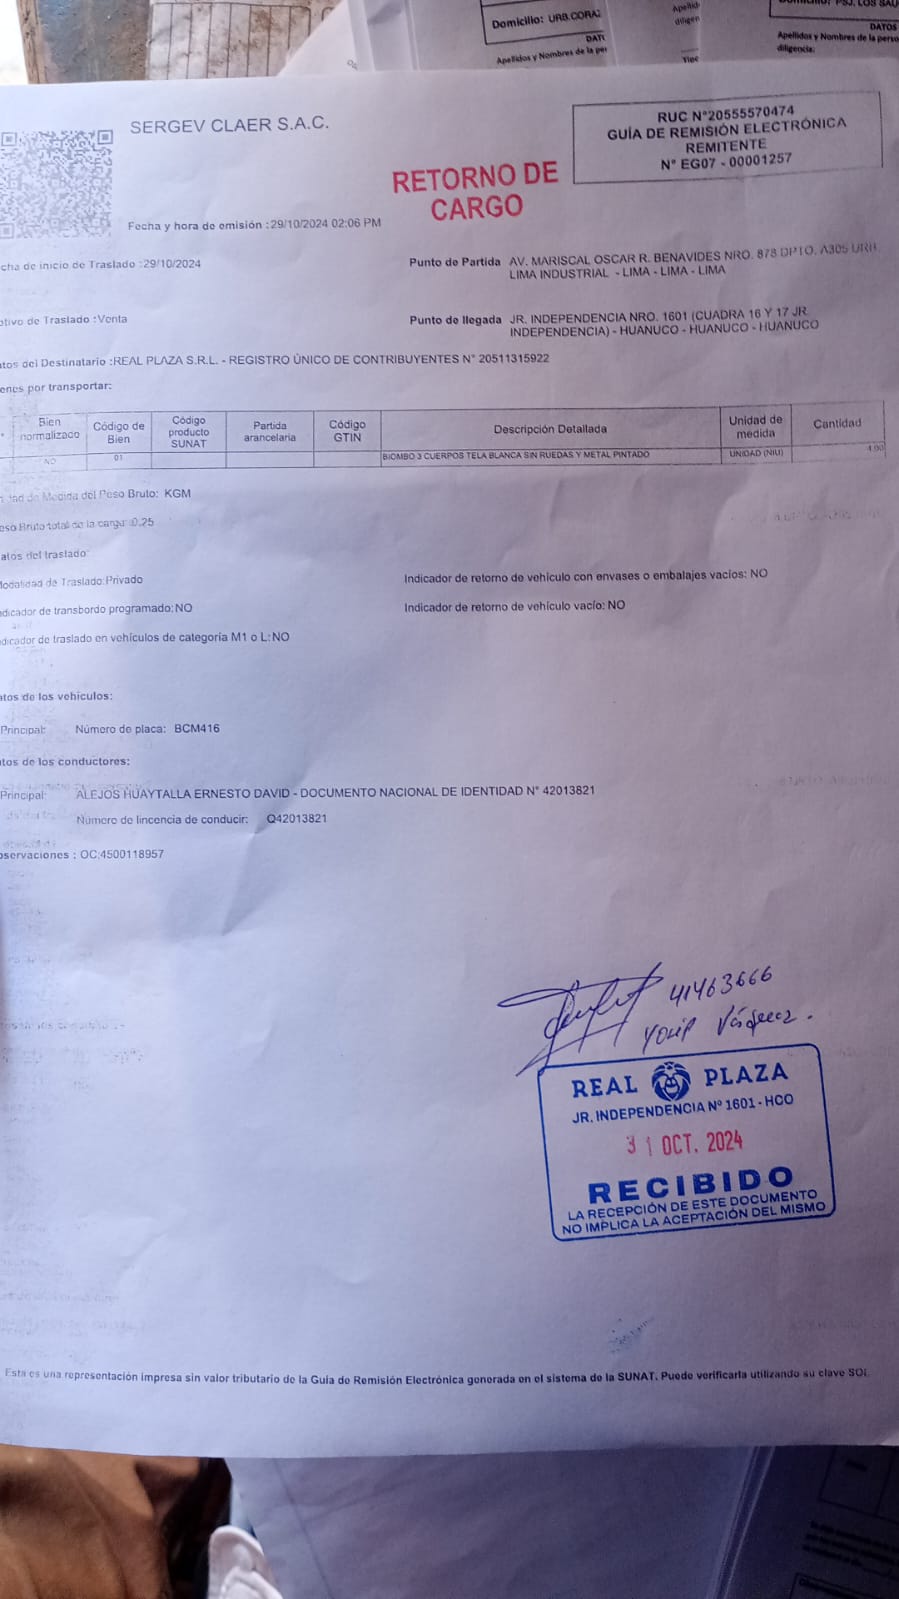 Domicilio: URB.CORAZ
DATOS
Apellidos y Nombres de la per
Apellid
diligen
DATOS
Apellidos y Nombres de la perso
diligencia:
SERGEV CLAER S.A.C.
RUC N°20555570474
GUÍA DE REMISIÓN ELECTRÓNICA
REMITENTE
N° EG07 - 00001257
RETORNO DE
CARGO
Fecha y hora de emisión :29/10/2024 02:06 PM
cha de inicio de Traslado :29/10/2024
Punto de Partida AV. MARISCAL OSCAR R. BENAVIDES NRO. 878 DPTO. A305 URB.
LIMA INDUSTRIAL - LIMA - LIMA - LIMA
otivo de Traslado :Venta
Punto de llegada JR. INDEPENDENCIA NRO. 1601 (CUADRA 16 Y 17 JR.
INDEPENDENCIA) - HUANUCO - HUANUCO - HUANUCO
atos del Destinatario :REAL PLAZA S.R.L. - REGISTRO ÚNICO DE CONTRIBUYENTES N° 20511315922
enes por transportar:
Bien normalizado Código de Bien Código producto SUNAT Partida arancelaria Código GTIN Descripción Detallada Unidad de medida Cantidad
NO 01 BIOMBO 3 CUERPOS TELA BLANCA SIN RUEDAS Y METAL PINTADO UNIDAD (NIU) 4.00
idad de Medida del Peso Bruto: KGM
eso Bruto total de la carga :0.25
atos del traslado:
Modalidad de Traslado:Privado
Indicador de retorno de vehículo con envases o embalajes vacíos: NO
ndicador de transbordo programado:NO
Indicador de retorno de vehículo vacío: NO
ndicador de traslado en vehículos de categoría M1 o L:NO
atos de los vehículos:
Principal: Número de placa: BCM416
tos de los conductores:
Principal: ALEJOS HUAYTALLA ERNESTO DAVID - DOCUMENTO NACIONAL DE IDENTIDAD N° 42013821
Número de lincencia de conducir: Q42013821
bservaciones : OC:4500118957
41463666
Vásquez.
REAL PLAZA
JR. INDEPENDENCIA Nº 1601 - HCO
31 OCT. 2024
RECIBIDO
LA RECEPCIÓN DE ESTE DOCUMENTO
NO IMPLICA LA ACEPTACIÓN DEL MISMO
Esta es una representación impresa sin valor tributario de la Guía de Remisión Electrónica generada en el sistema de la SUNAT. Puede verificarla utilizando su clave SOL